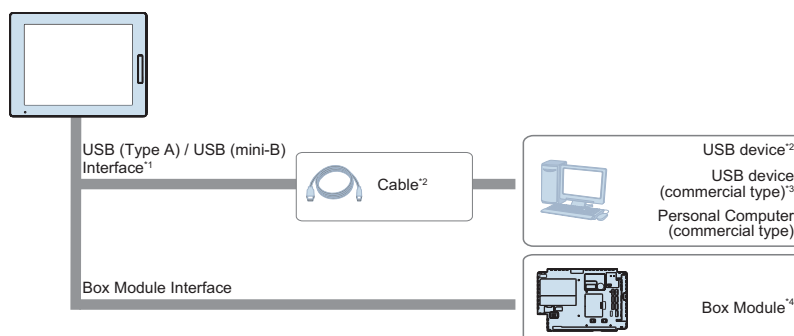 USB (Type A) / USB (mini-B)
Interface*1
Cable*2
USB device*2
USB device
(commercial type)*3
Personal Computer
(commercial type)
Box Module Interface
Box Module*4